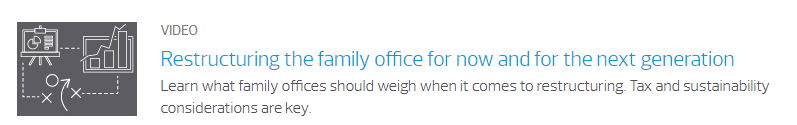 VIDEO
Restructuring the family office for now and for the next generation
Learn what family offices should weigh when it comes to restructuring. Tax and sustainability
considerations are key.